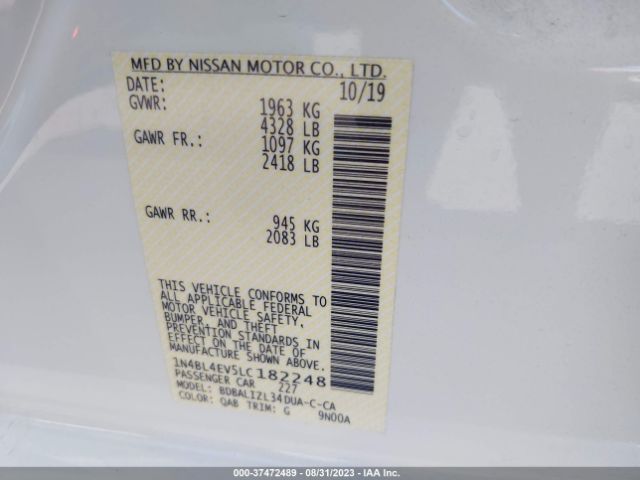 MFD BY NISSAN MOTOR CO., LTD.
DATE: 10/19
GVWR: 1963 KG
4328 LB
GAWR FR.: 1097 KG
2418 LB
GAWR RR.: 945 KG
2083 LB
THIS VEHICLE CONFORMS TO
ALL APPLICABLE FEDERAL
MOTOR VEHICLE SAFETY,
BUMPER, AND THEFT
PREVENTION STANDARDS IN
EFFECT ON THE DATE OF
MANUFACTURE SHOWN ABOVE.
1N4BL4EV5LC182248
PASSENGER CAR 227
MODEL: BDBALIZL34DUA-C-CA
COLOR: QAB TRIM: G 9N00A
000-37472489 - 08/31/2023 - IAA Inc.